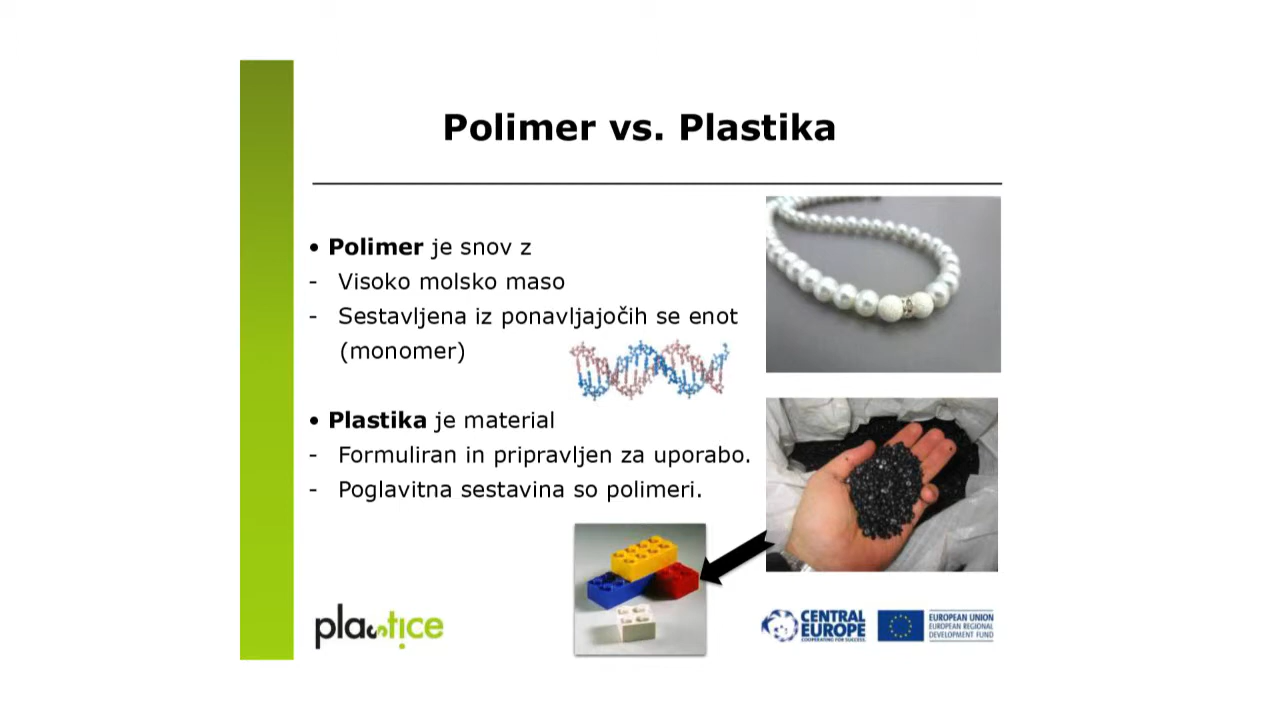 Polimer vs. Plastika
• Polimer je snov z
- Visoko molsko maso
- Sestavljena iz ponavljajočih se enot
(monomer)
• Plastika je material
- Formuliran in pripravljen za uporabo.
- Poglavitna sestavina so polimeri.
plastice
CENTRAL
EUROPE
COOPERATING FOR SUCCESS.
EUROPEAN UNION
EUROPEAN REGIONAL
DEVELOPMENT FUND